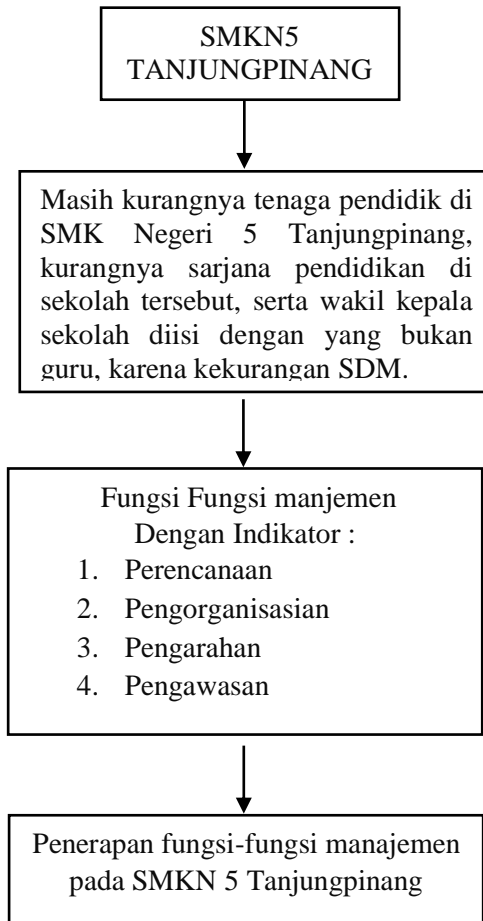 SMKN5
TANJUNGPINANG
Masih kurangnya tenaga pendidik di
SMK Negeri 5 Tanjungpinang,
kurangnya sarjana pendidikan di
sekolah tersebut, serta wakil kepala
sekolah diisi dengan yang bukan
guru, karena kekurangan SDM.
Fungsi Fungsi manjemen
Dengan Indikator :
1. Perencanaan
2. Pengorganisasian
3. Pengarahan
4. Pengawasan
Penerapan fungsi-fungsi manajemen
pada SMKN 5 Tanjungpinang